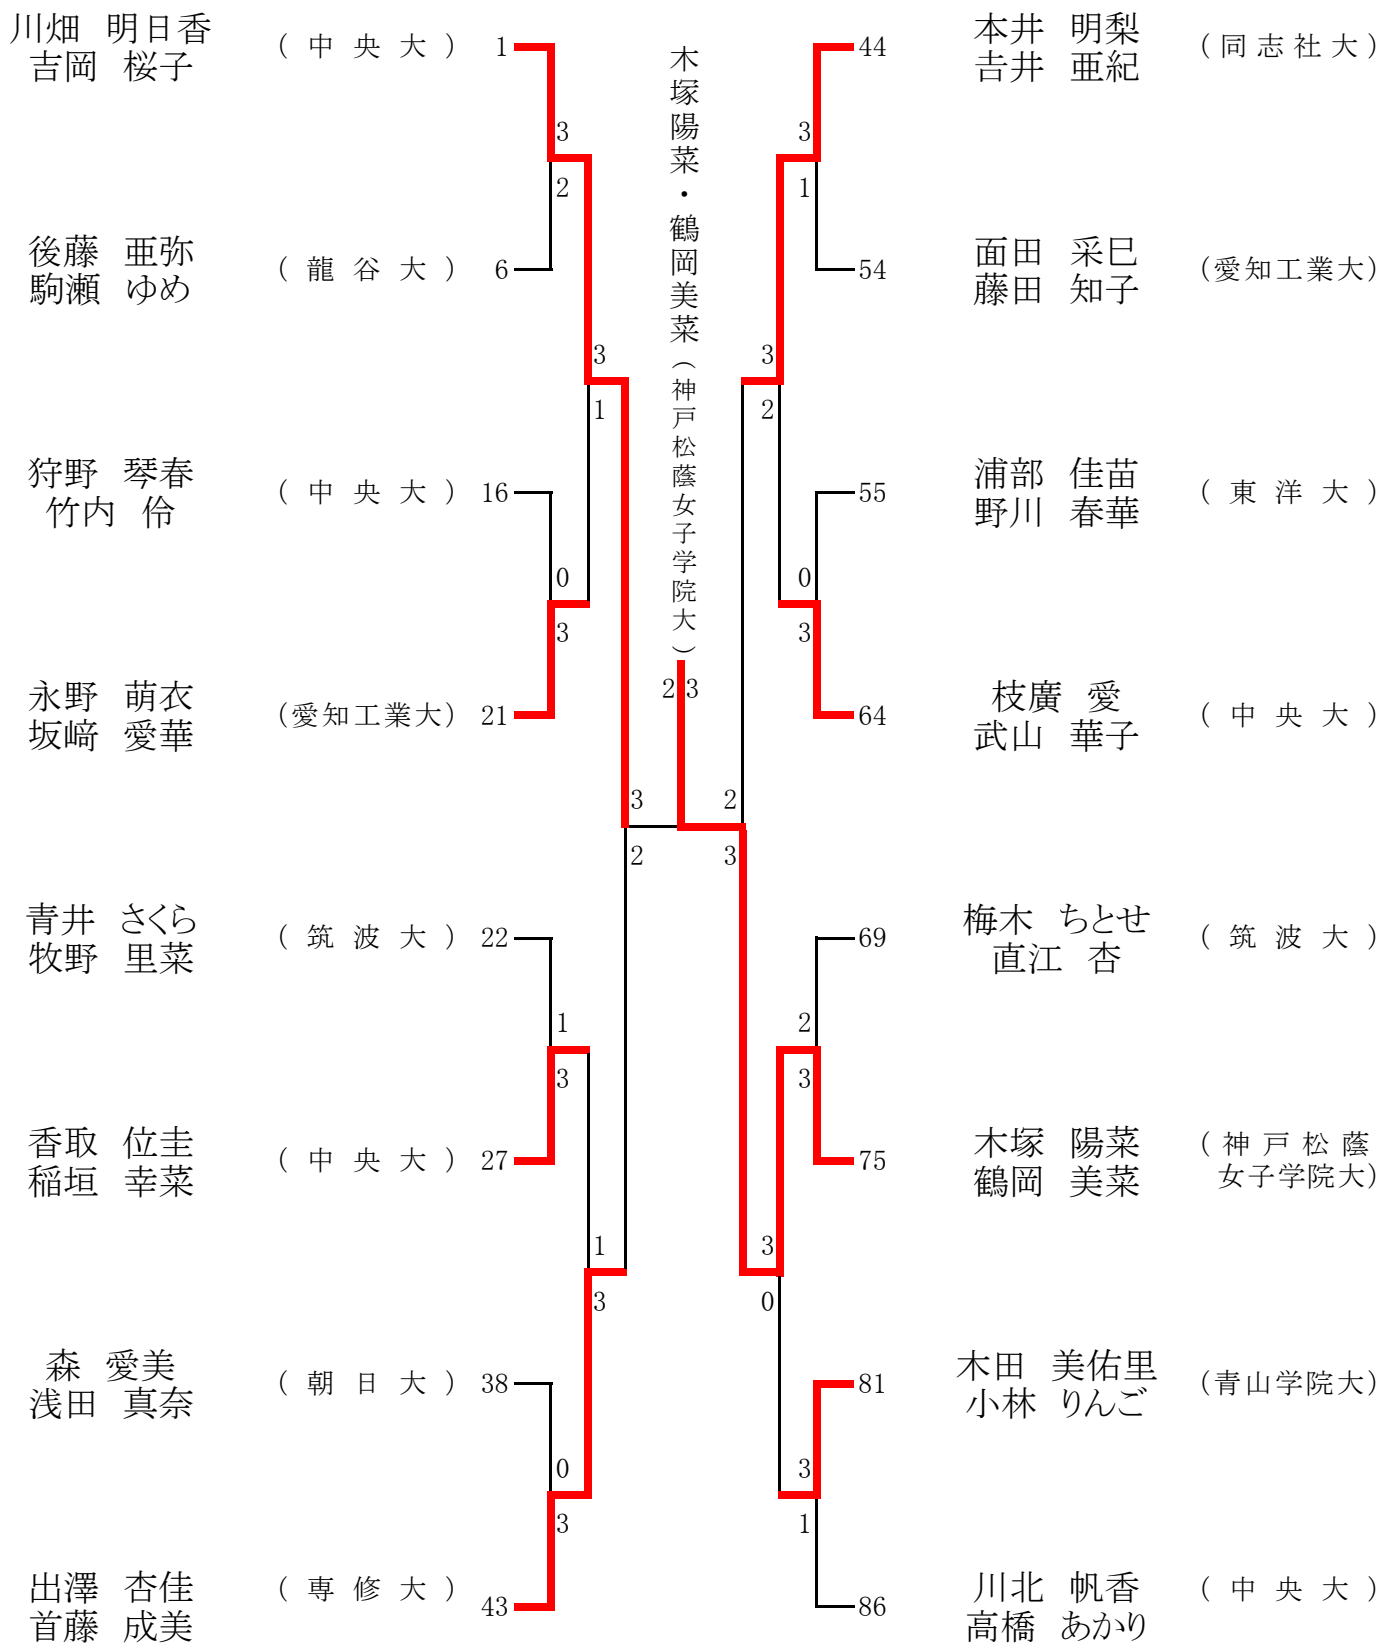 川畑 明日香
吉岡 桜子
(中央大) 1
3
2
後藤 亜弥
駒瀬 ゆめ
(龍谷大) 6
3
1
狩野 琴春
竹内 伶
(中央大) 16
0
3
永野 萌衣
坂﨑 愛華
(愛知工業大) 21
3
2
青井 さくら
牧野 里菜
(筑波大) 22
1
3
香取 位圭
稲垣 幸菜
(中央大) 27
1
3
森 愛美
浅田 真奈
(朝日大) 38
0
3
出澤 杏佳
首藤 成美
(専修大) 43
木塚陽菜・鶴岡美菜(神戸松蔭女子学院大)
2 3
44 本井 明梨
吉井 亜紀
(同志社大)
3
1
54 面田 采巳
藤田 知子
(愛知工業大)
3
2
55 浦部 佳苗
野川 春華
(東洋大)
0
3
64 枝廣 愛
武山 華子
(中央大)
2
3
69 梅木 ちとせ
直江 杏
(筑波大)
2
3
75 木塚 陽菜
鶴岡 美菜
(神戸松蔭
女子学院大)
3
0
81 木田 美佑里
小林 りんご
(青山学院大)
3
1
86 川北 帆香
高橋 あかり
(中央大)